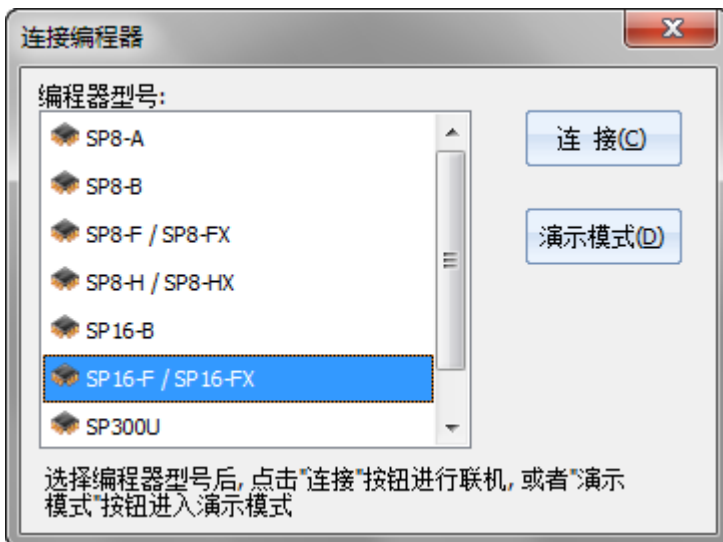 连接编程器
编程器型号:
SP8-A
SP8-B
SP8-F / SP8-FX
SP8-H / SP8-HX
SP16-B
SP16-F / SP16-FX
SP300U
连 接(C)
演示模式(D)
选择编程器型号后, 点击"连接"按钮进行联机, 或者"演示
模式"按钮进入演示模式